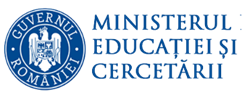 GUVERNUL ROMÂNIEI
MINISTERUL
EDUCAȚIEI ȘI
CERCETĂRII